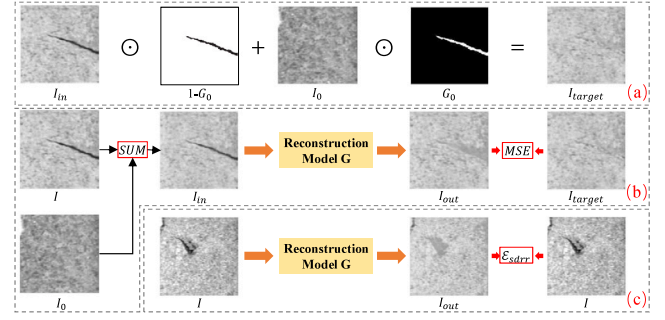 ⊙ + ⊙ =
I_in 1-G_0 I_0 G_0 I_target (a)
SUM Reconstruction Model G MSE
I I_in I_out I_target (b)
Reconstruction Model G ℰ_sdrr
I_0 I I_out I (c)